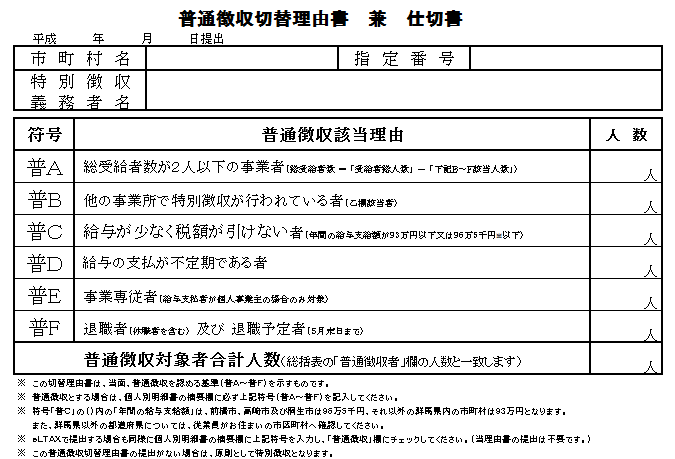 普通徴収切替理由書 兼 仕切書
平成 年 月 日提出
市町村名 指定番号
特別徴収
義務者名
符号 普通徴収該当理由 人数
普A 総受給者数が2人以下の事業者(総受給者数=「受給者総人数」-「下記B~F該当人数」) 人
普B 他の事業所で特別徴収が行われている者(乙欄該当者) 人
普C 給与が少なく税額が引けない者(年間の給与支給額が93万円以下又は96万5千円※以下) 人
普D 給与の支払が不定期である者 人
普E 事業専従者(給与支払者が個人事業主の場合のみ対象) 人
普F 退職者(休職者を含む) 及び 退職予定者(5月末日まで) 人
普通徴収対象者合計人数(総括表の「普通徴収者」欄の人数と一致します) 人
※ この切替理由書は、当面、普通徴収を認める基準(普A~普F)を示すものです。
※ 普通徴収とする場合は、個人別明細書の摘要欄に必ず上記符号(普A~普F)を記入してください。
※ 符号「普C」の()内の「年間の給与支給額」は、前橋市、高崎市及び桐生市は96万5千円、それ以外の群馬県内の市町村は93万円となります。
また、群馬県以外の都道府県については、従業員がお住まいの市区町村へ確認してください。
※ eLTAXで提出する場合も同様に個人別明細書の摘要欄に上記符号を入力し、「普通徴収」欄にチェックしてください。(当理由書の提出は不要です。)
※ この普通徴収切替理由書の提出がない場合は、原則として特別徴収となります。